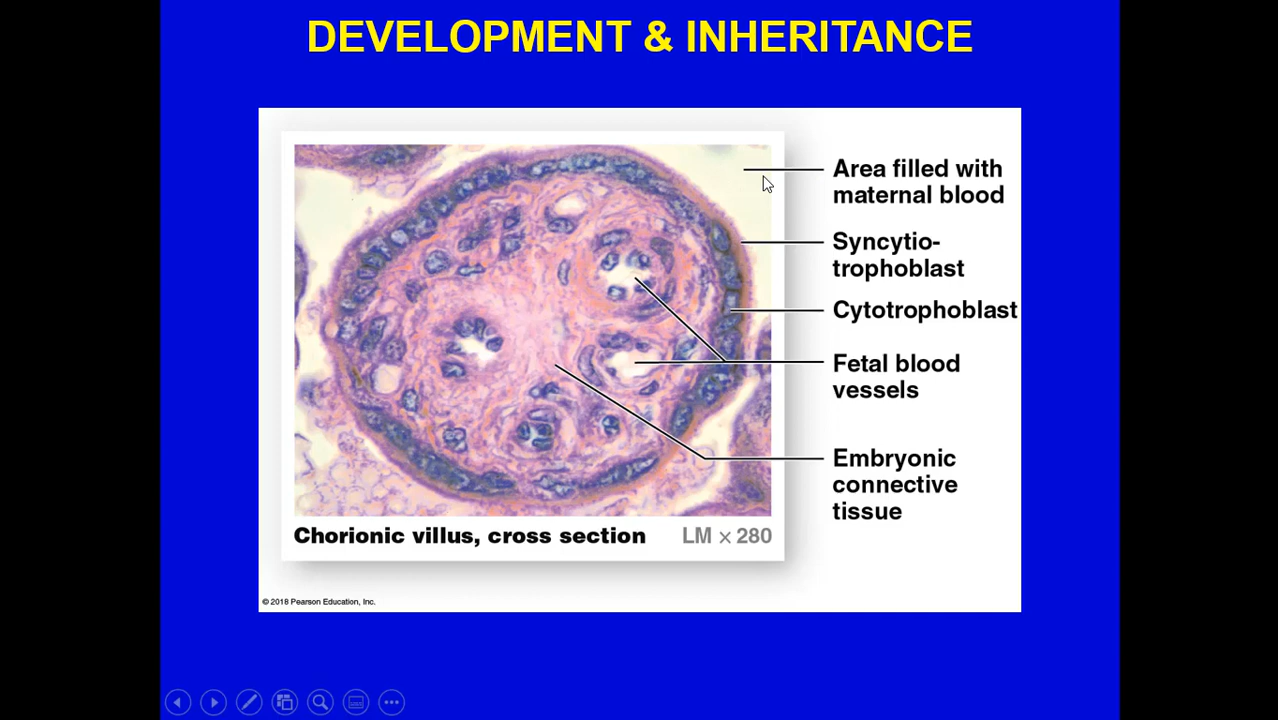 DEVELOPMENT & INHERITANCE
Area filled with
maternal blood
Syncytio-
trophoblast
Cytotrophoblast
Fetal blood
vessels
Embryonic
connective
tissue
Chorionic villus, cross section LM × 280
© 2018 Pearson Education, Inc.